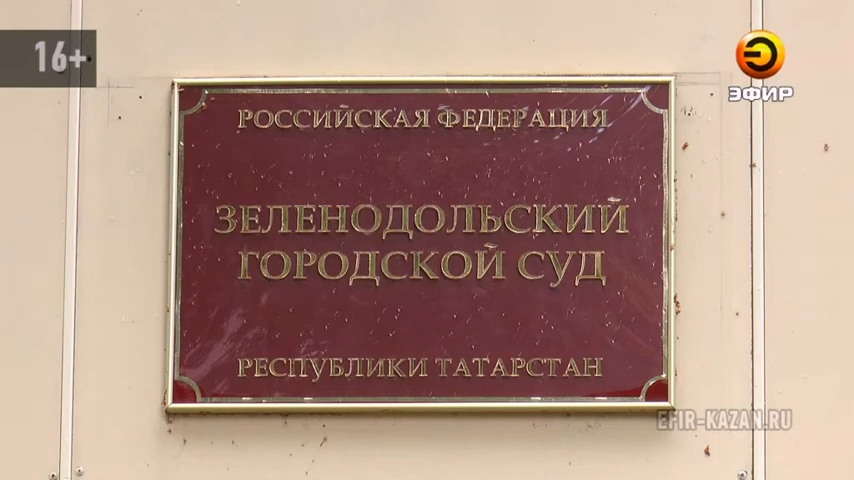 16+
Э
ЭФИР
РОССИЙСКАЯ ФЕДЕРАЦИЯ
ЗЕЛЕНОДОЛЬСКИЙ
ГОРОДСКОЙ СУД
РЕСПУБЛИКИ ТАТАРСТАН
EFIR-KAZAN.RU